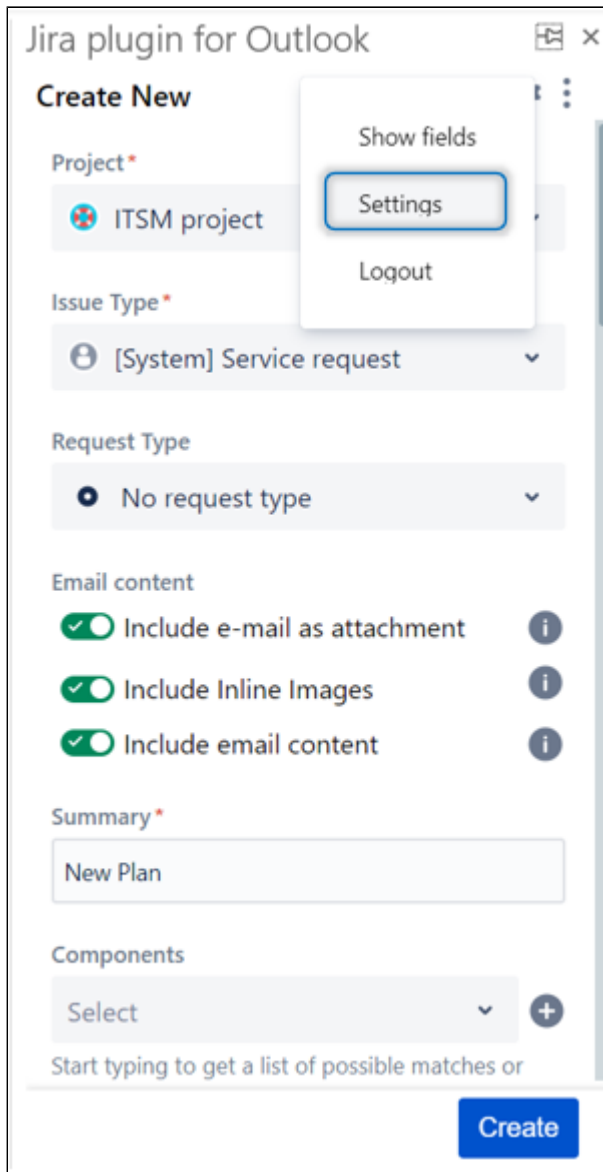 Jira plugin for Outlook
Create New
Show fields
Settings
Logout
Project*
ITSM project
Issue Type*
[System] Service request
Request Type
No request type
Email content
Include e-mail as attachment
Include Inline Images
Include email content
Summary*
New Plan
Components
Select
Start typing to get a list of possible matches or
Create